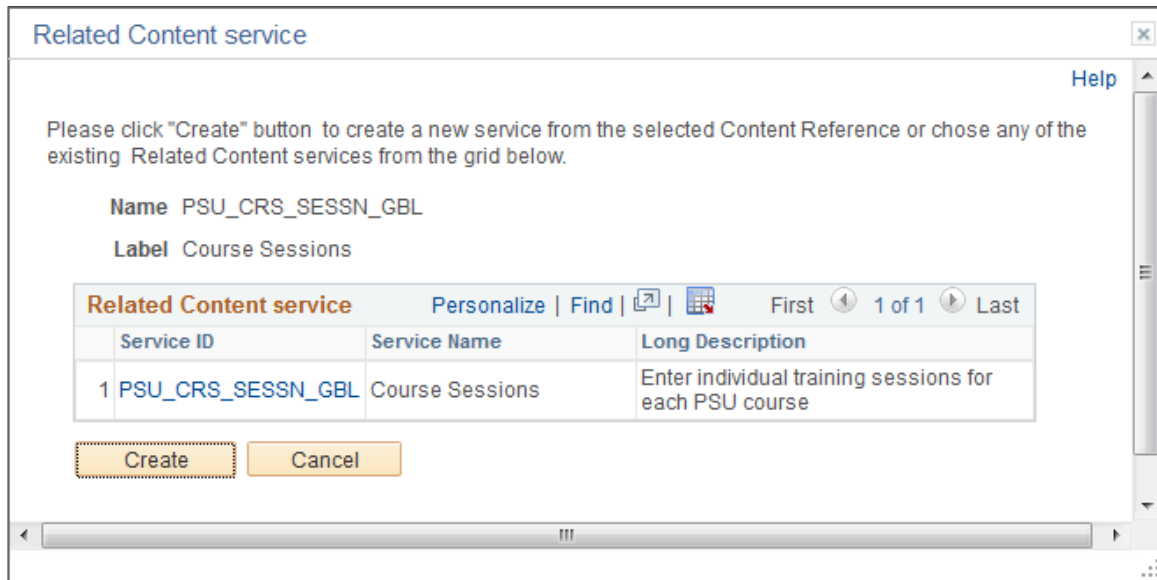 Related Content service
Help
Please click "Create" button to create a new service from the selected Content Reference or chose any of the
existing Related Content services from the grid below.
Name PSU_CRS_SESSN_GBL
Label Course Sessions
Related Content service Personalize | Find | | First 1 of 1 Last
Service ID Service Name Long Description
1 PSU_CRS_SESSN_GBL Course Sessions Enter individual training sessions for
each PSU course
Create Cancel